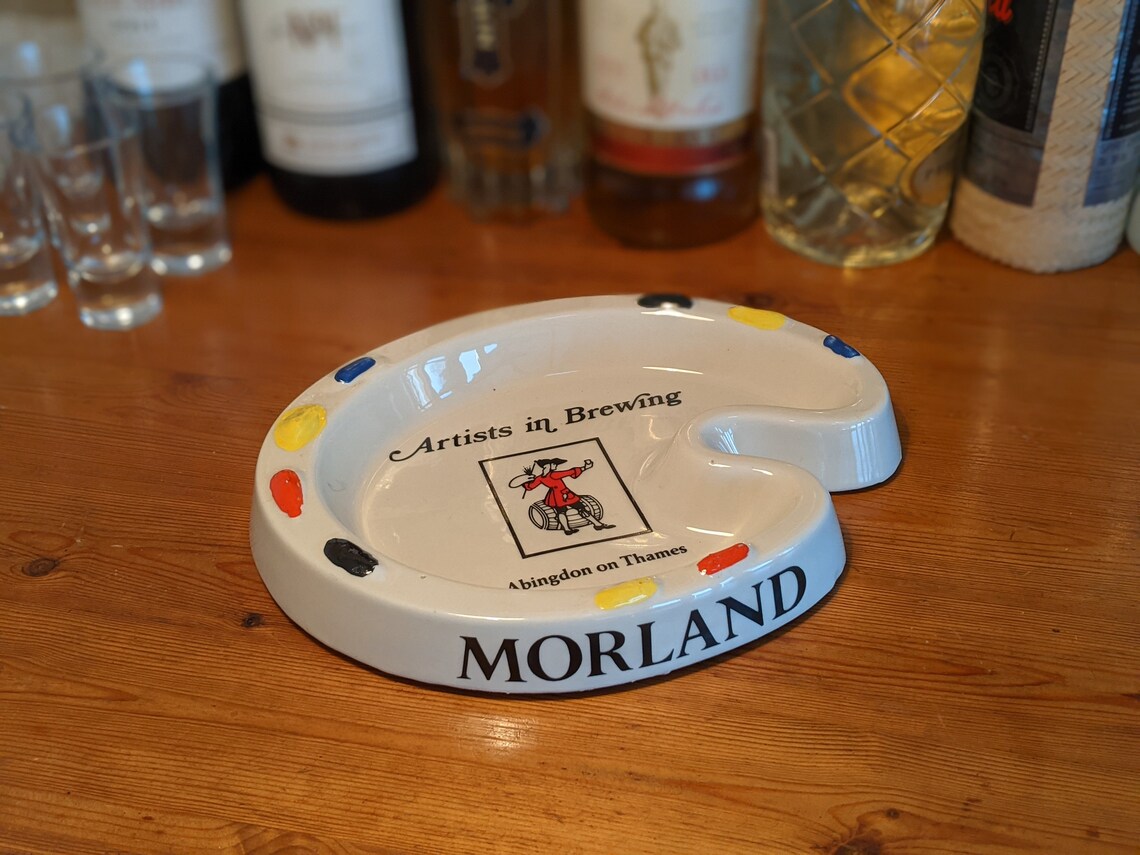 Artists in Brewing
Abingdon on Thames
MORLAND